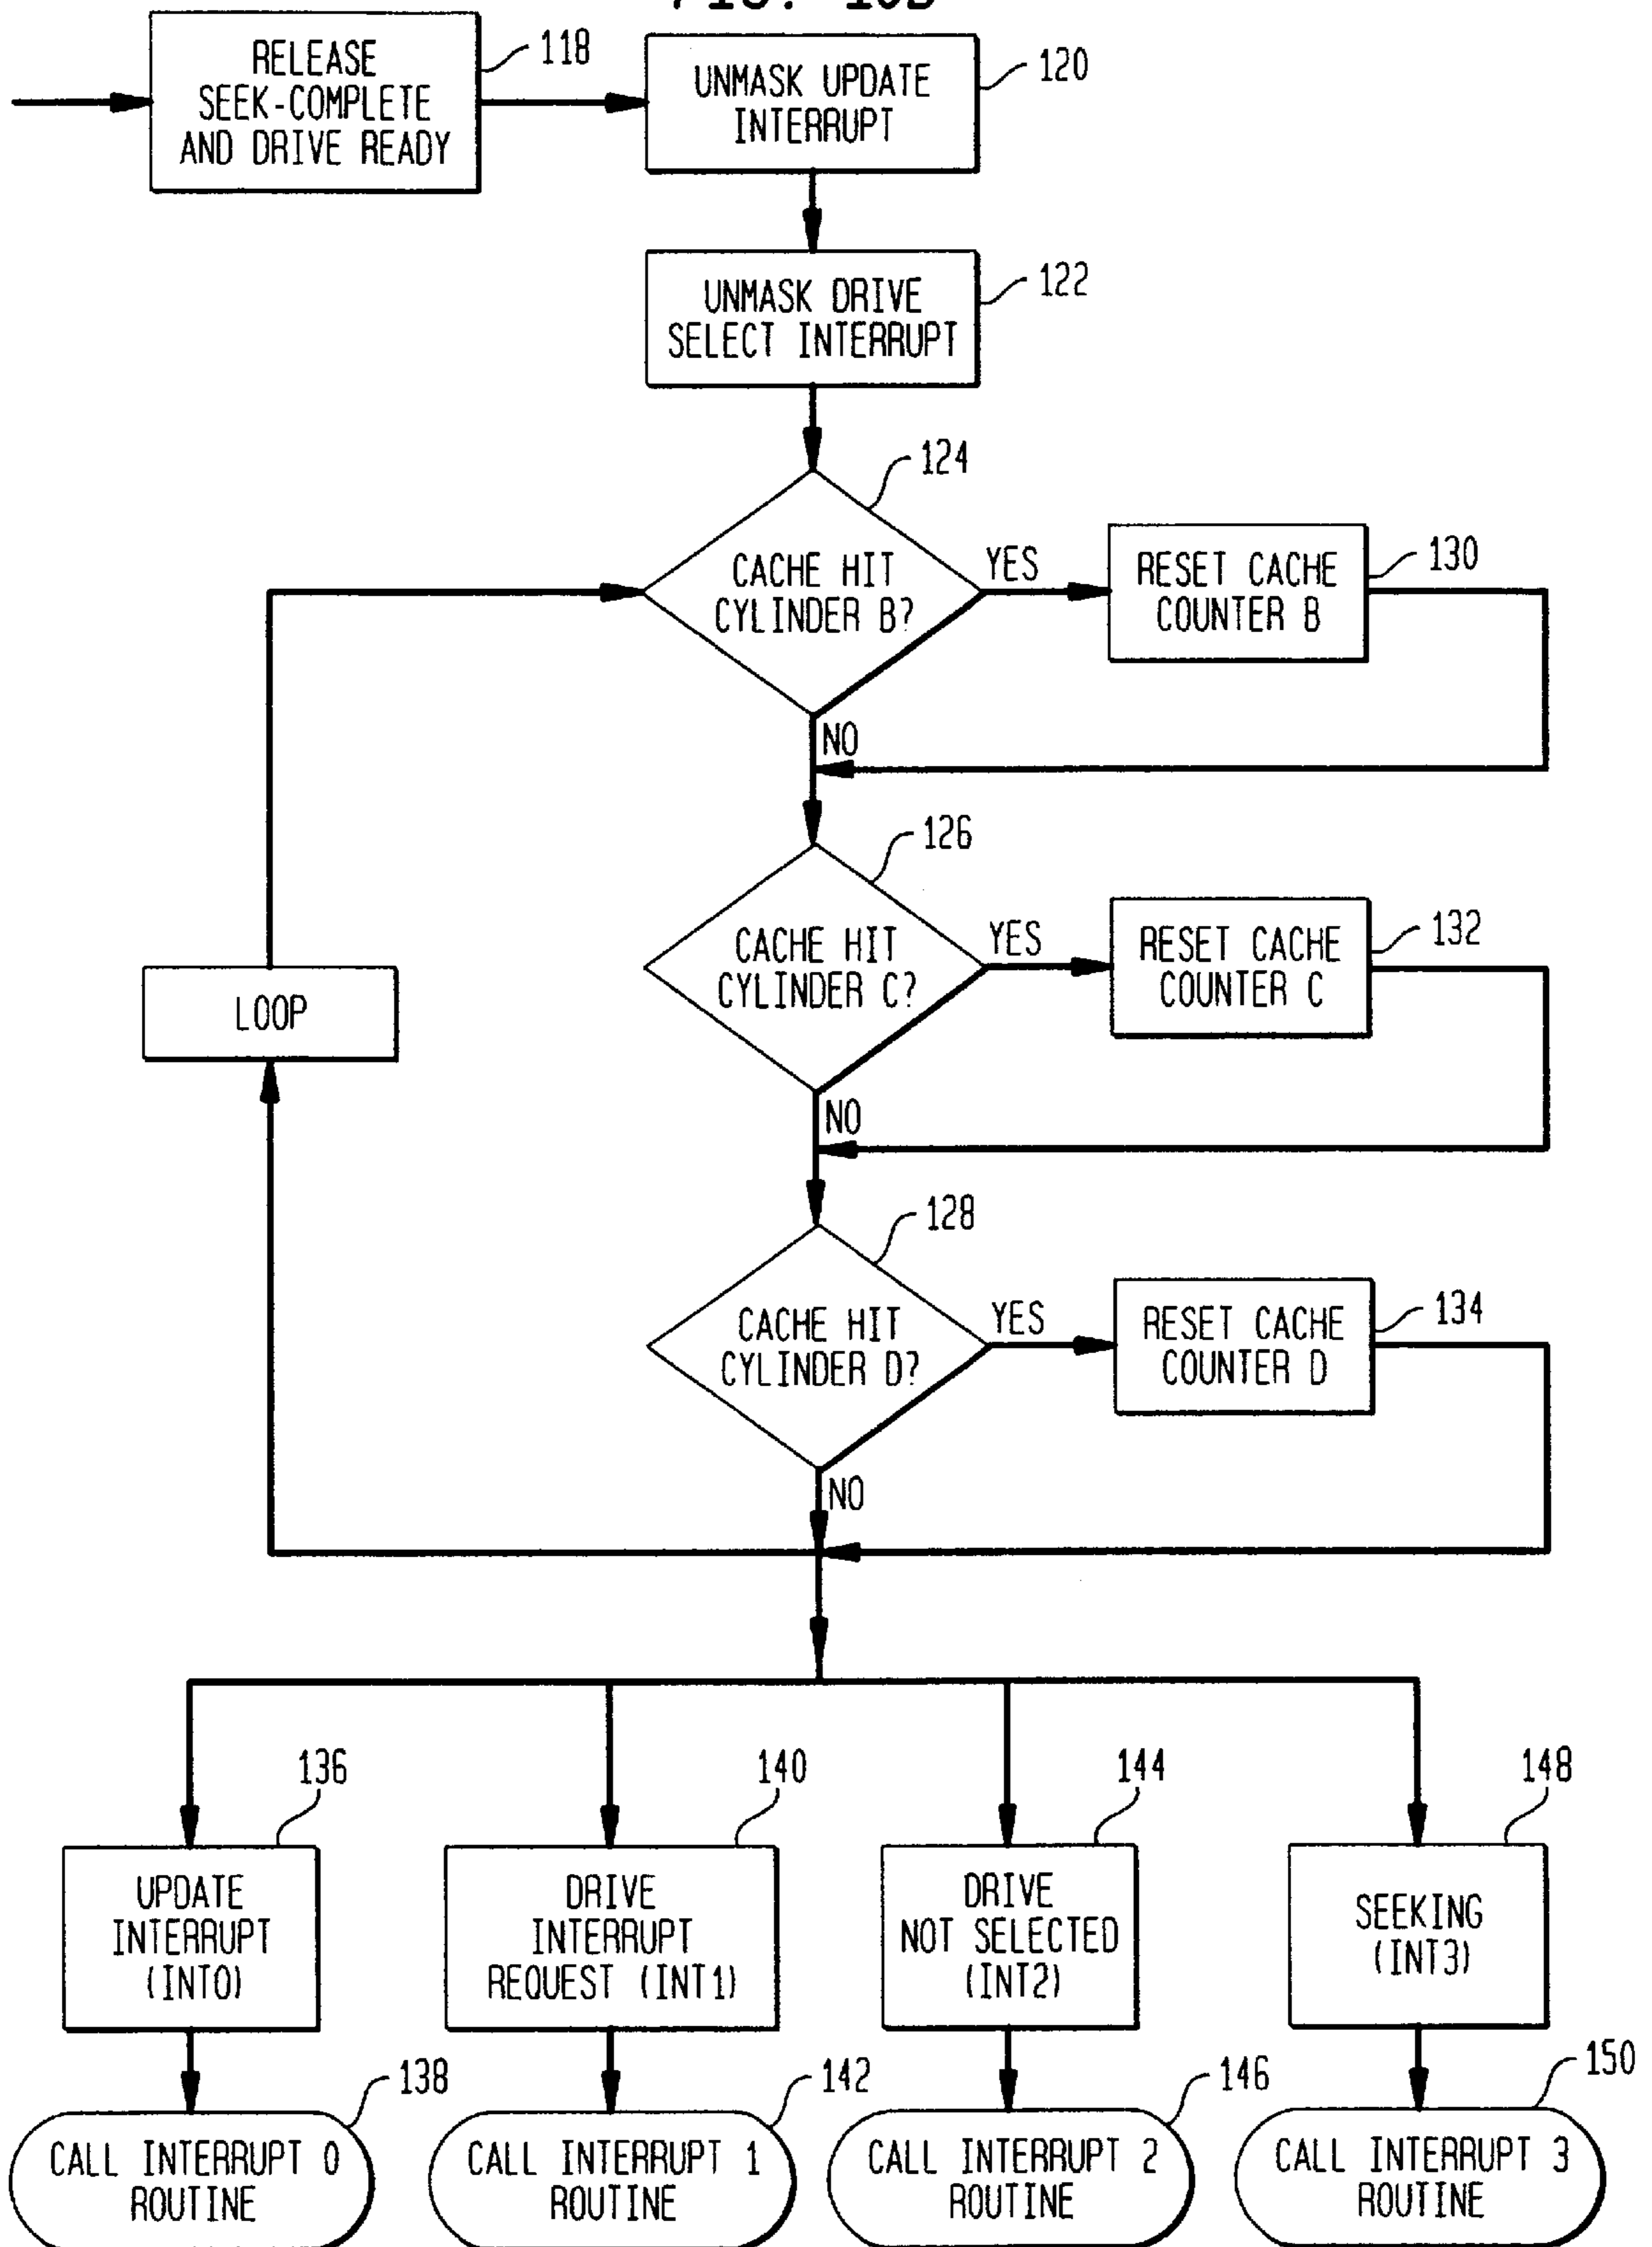 FIG. 10B
RELEASE
SEEK-COMPLETE
AND DRIVE READY
118
UNMASK UPDATE
INTERRUPT
120
UNMASK DRIVE
SELECT INTERRUPT
122
124
CACHE HIT
CYLINDER B?
YES
RESET CACHE
COUNTER B
130
NO
126
CACHE HIT
CYLINDER C?
YES
RESET CACHE
COUNTER C
132
LOOP
NO
128
CACHE HIT
CYLINDER D?
YES
RESET CACHE
COUNTER D
134
NO
136
140
144
148
UPDATE
INTERRUPT
(INT0)
DRIVE
INTERRUPT
REQUEST (INT1)
DRIVE
NOT SELECTED
(INT2)
SEEKING
(INT3)
138
142
146
150
CALL INTERRUPT 0
ROUTINE
CALL INTERRUPT 1
ROUTINE
CALL INTERRUPT 2
ROUTINE
CALL INTERRUPT 3
ROUTINE